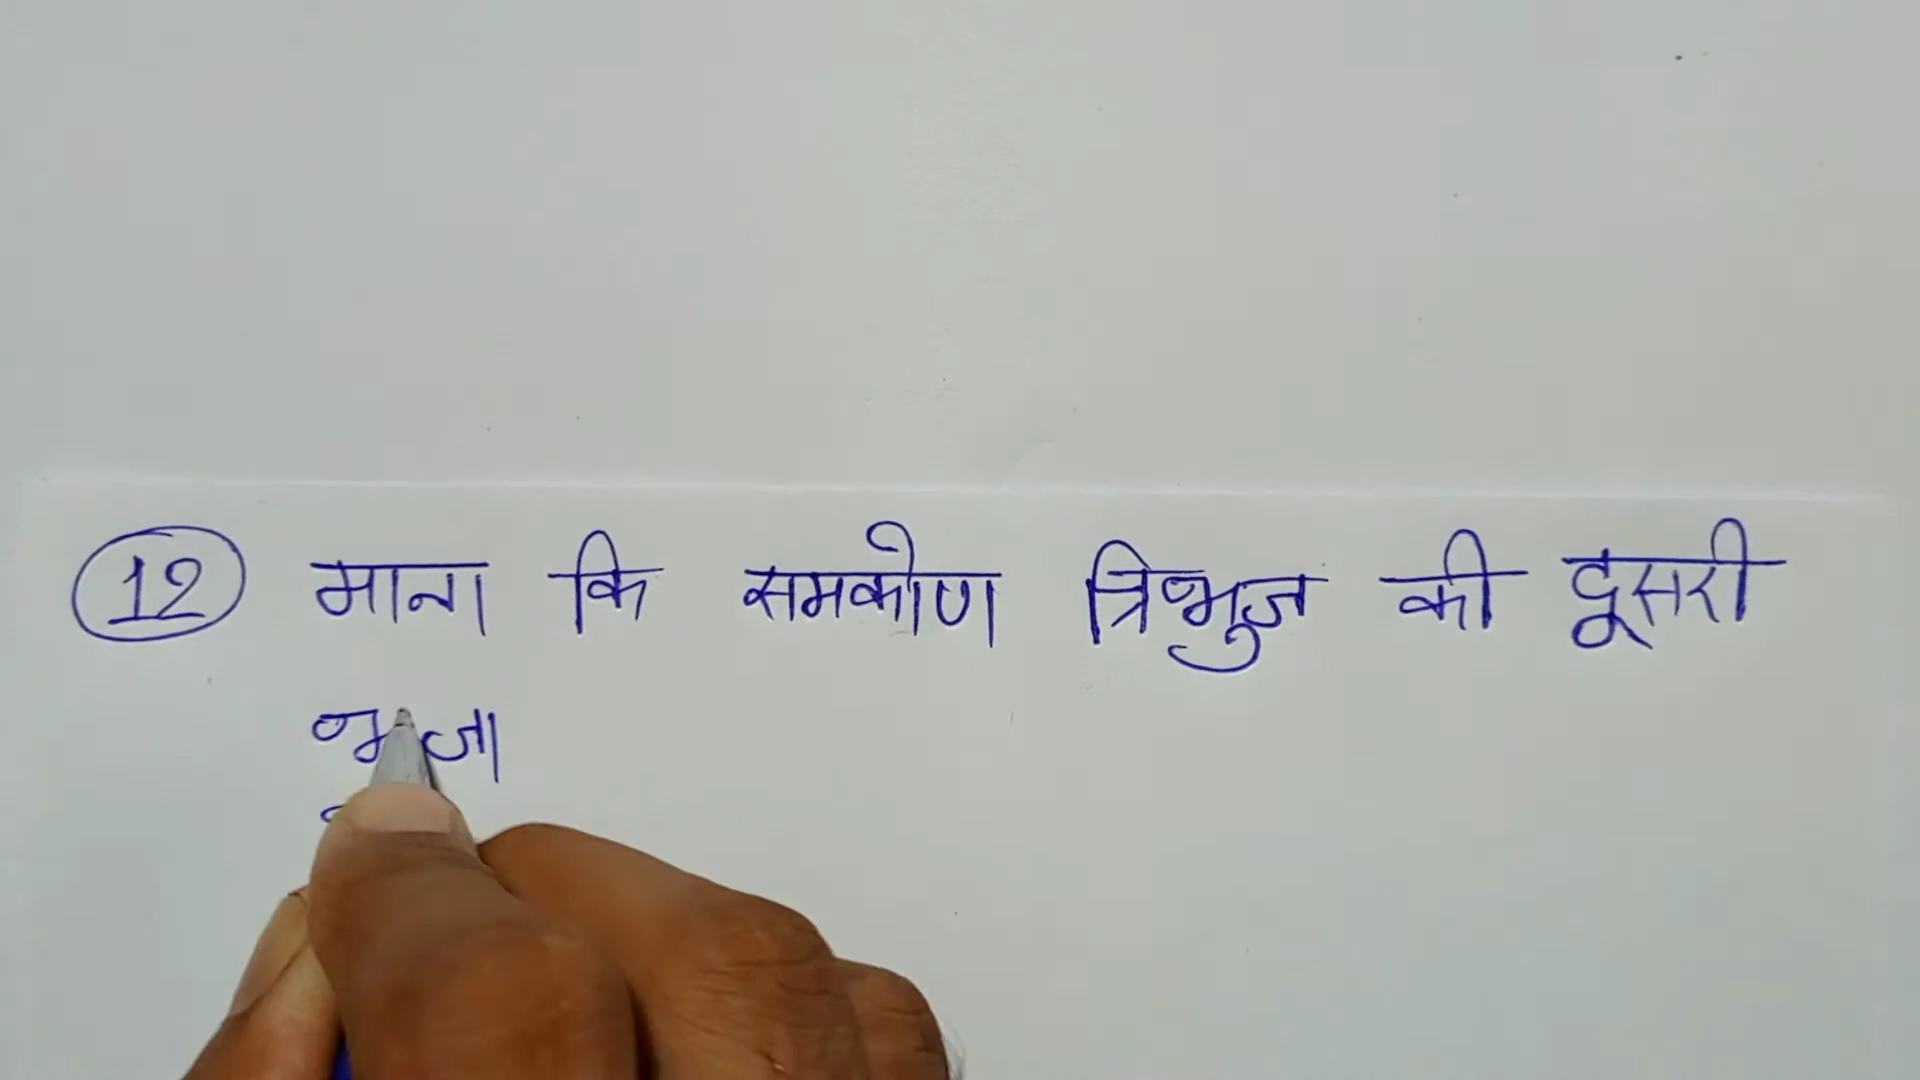 12 माना कि समकोण त्रिभुज की दूसरी
भुजा